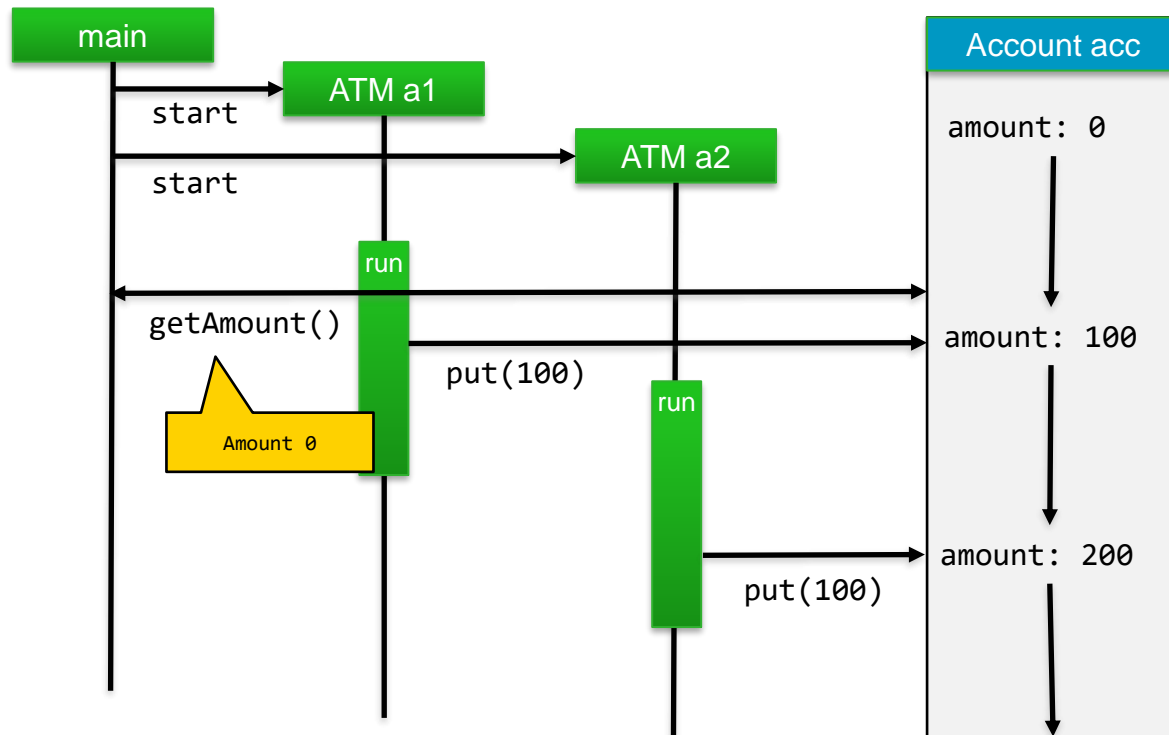 main
Account acc
ATM a1
start
amount: 0
ATM a2
start
run
getAmount()
amount: 100
put(100)
run
Amount 0
amount: 200
put(100)